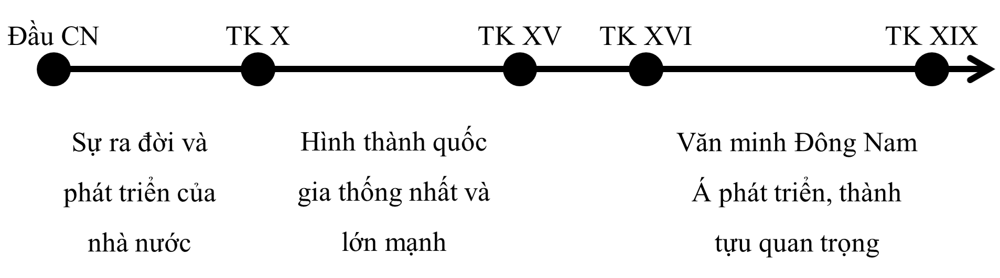 Đầu CN TK X TK XV TK XVI TK XIX
Sự ra đời và
phát triển của
nhà nước
Hình thành quốc
gia thống nhất và
lớn mạnh
Văn minh Đông Nam
Á phát triển, thành
tựu quan trọng